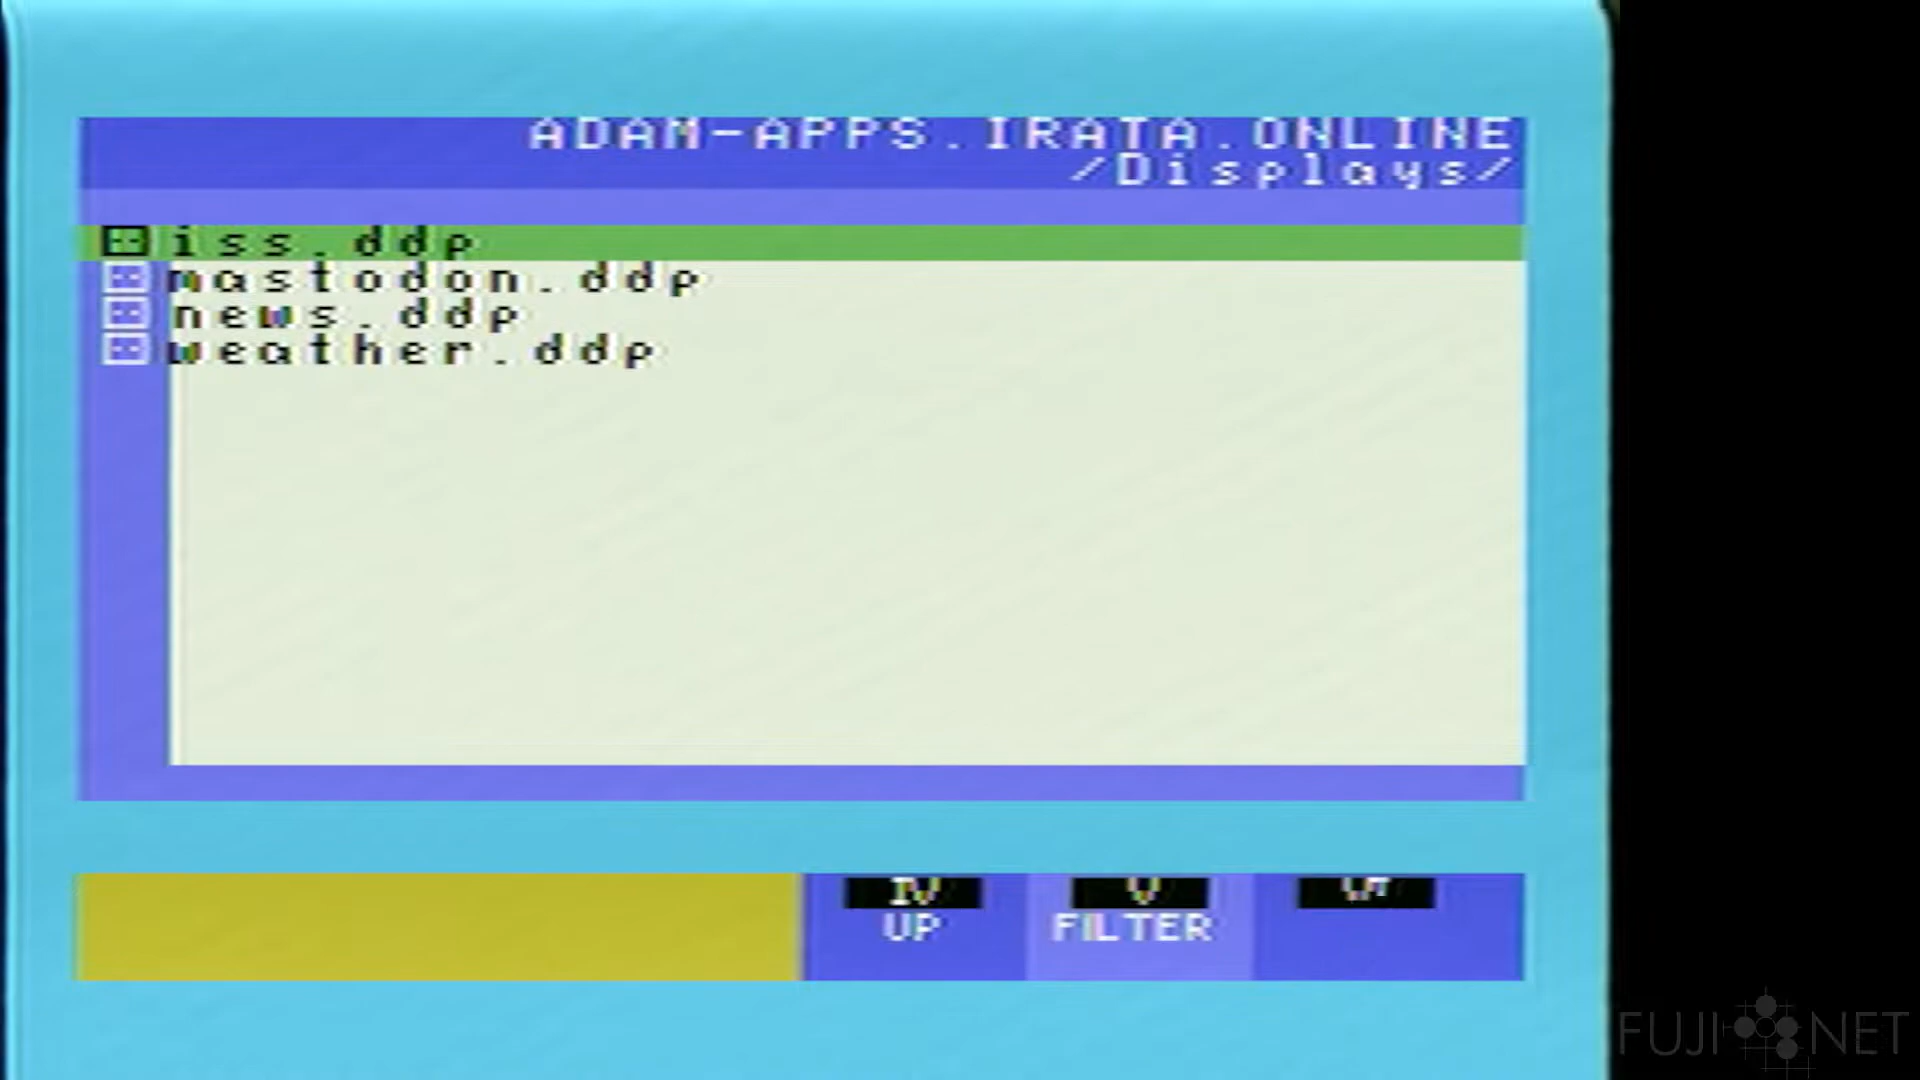 ADAM-APPS.IRATA.ONLINE
/Displays/
iss.ddp
mastodon.ddp
news.ddp
weather.ddp
IV V VI
UP FILTER
FUJI NET